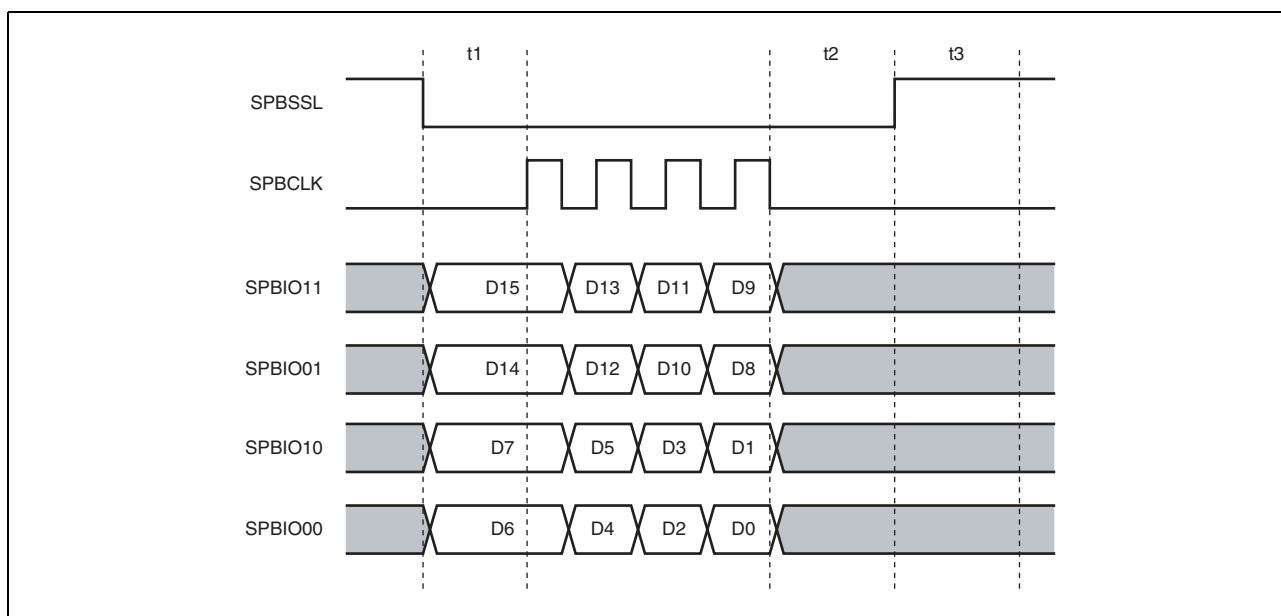 t1 t2 t3
SPBSSL
SPBCLK
SPBIO11 D15 D13 D11 D9
SPBIO01 D14 D12 D10 D8
SPBIO10 D7 D5 D3 D1
SPBIO00 D6 D4 D2 D0